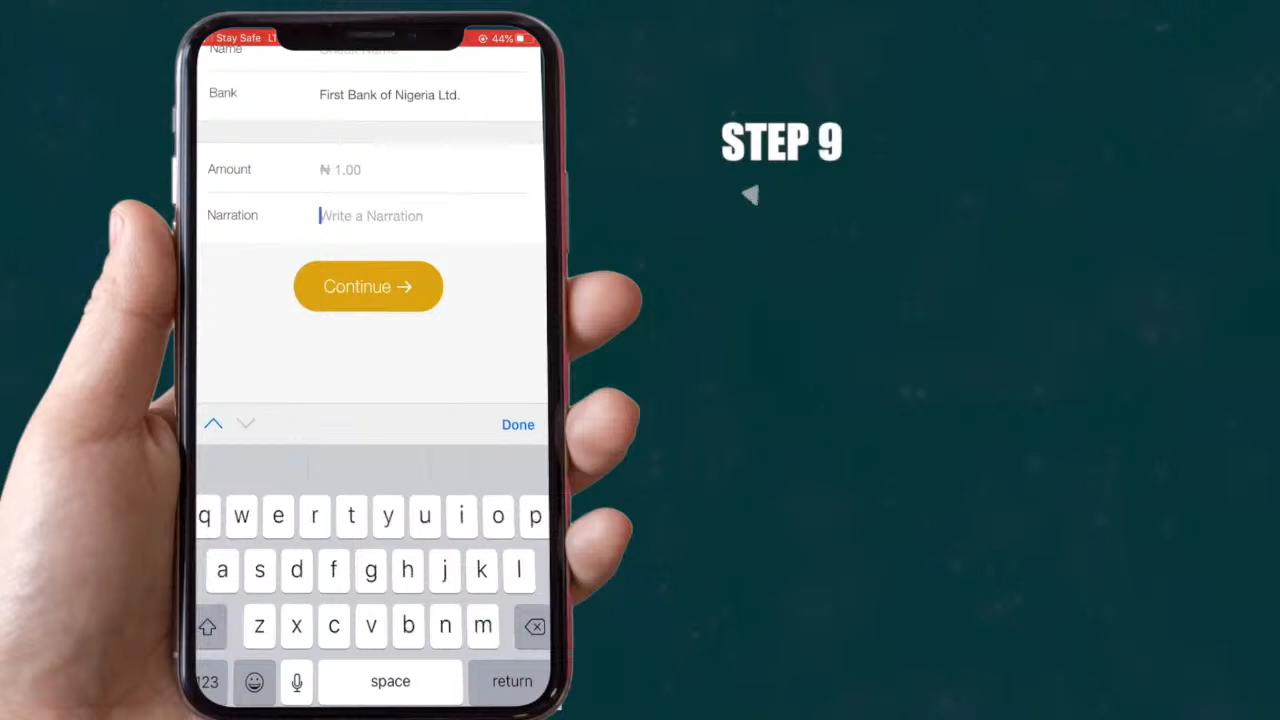 Stay Safe LT 44%
Name
Bank First Bank of Nigeria Ltd.
STEP 9
Amount ₦ 1.00
Narration Write a Narration
Continue →
Done
q w e r t y u i o p
a s d f g h j k l
z x c v b n m
123 space return